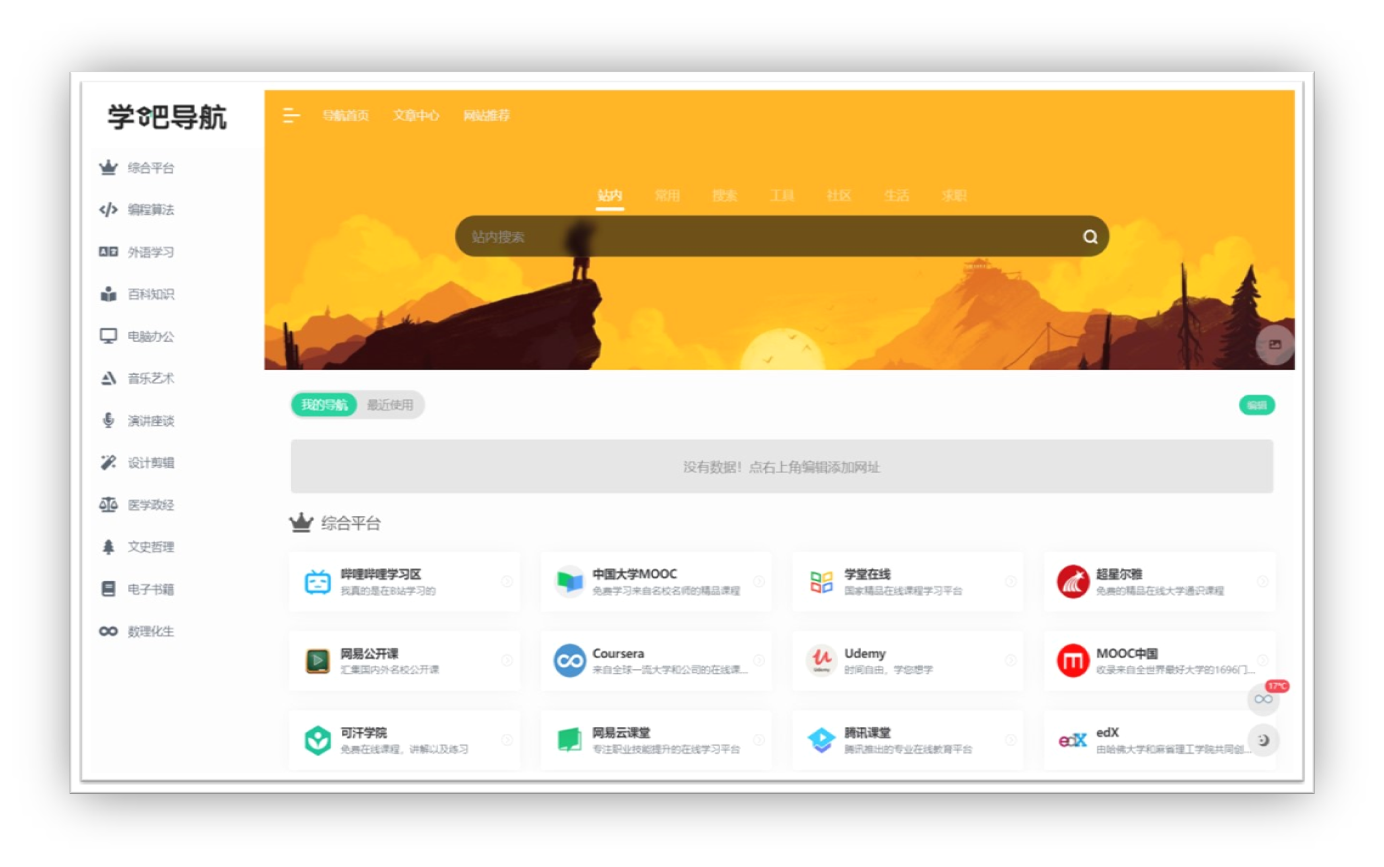 学吧导航
综合平台
编程算法
外语学习
百科知识
电脑办公
音乐艺术
演讲座谈
设计剪辑
医学政经
文史哲理
电子书籍
数理化生
导航首页 文章中心 网站推荐
站内 常用 搜索 工具 社区 生活 求职
站内搜索
我的导航 最近使用 编辑
没有数据！点右上角编辑添加网址
综合平台
哔哩哔哩学习区
我真的是在B站学习的
中国大学MOOC
免费学习来自名校名师的精品课程
学堂在线
国家精品在线课程学习平台
超星尔雅
免费的精品在线大学通识课程
网易公开课
汇集国内外名校公开课
Coursera
来自全球一流大学和公司的在线课...
Udemy
时间自由，学您想学
MOOC中国
收录来自全世界最好大学的1696门...
17°C
可汗学院
免费在线课程，讲解以及练习
网易云课堂
专注职业技能提升的在线学习平台
腾讯课堂
腾讯推出的专业在线教育平台
edX
edX
由哈佛大学和麻省理工学院共同创...